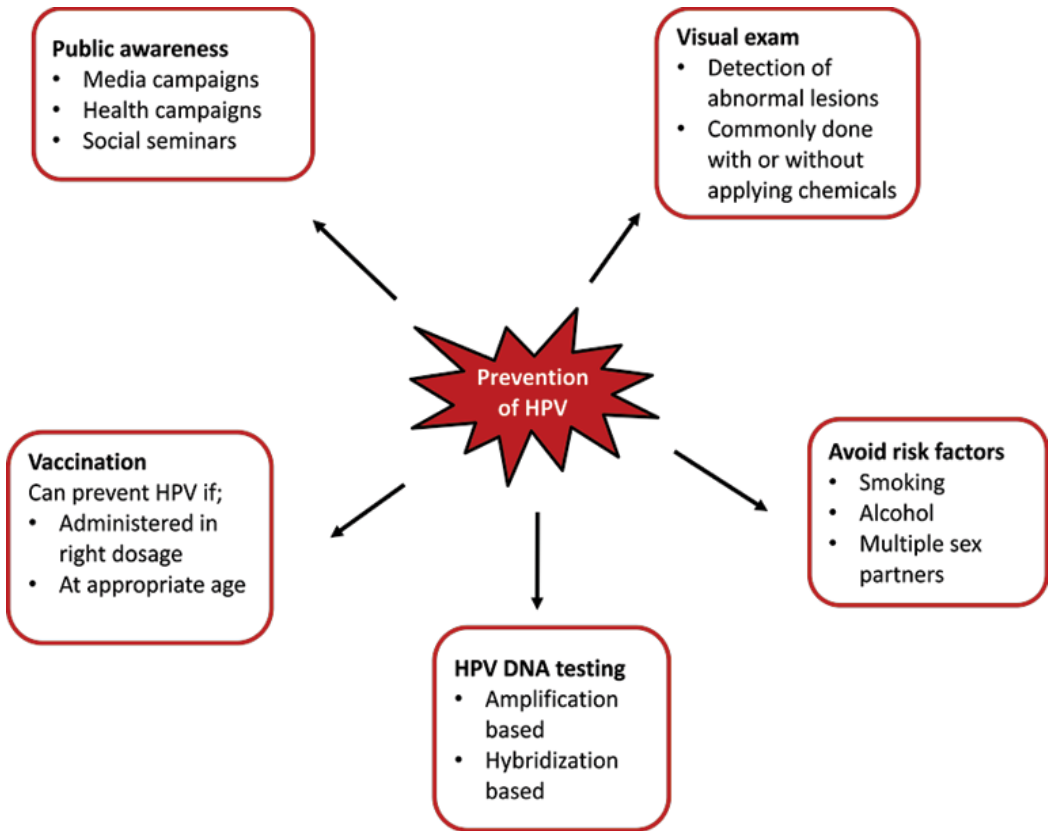 Public awareness
• Media campaigns
• Health campaigns
• Social seminars
Visual exam
• Detection of
abnormal lesions
• Commonly done
with or without
applying chemicals
Prevention
of HPV
Vaccination
Can prevent HPV if;
• Administered in
right dosage
• At appropriate age
Avoid risk factors
• Smoking
• Alcohol
• Multiple sex
partners
HPV DNA testing
• Amplification
based
• Hybridization
based